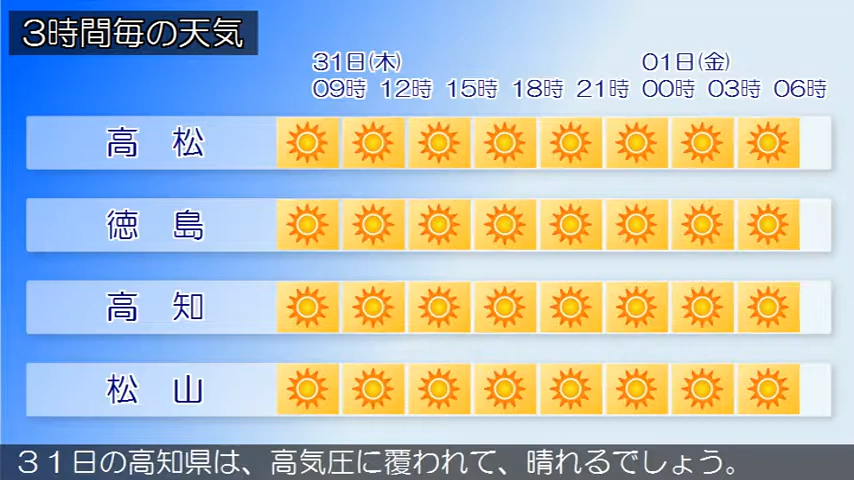 3時間毎の天気
31日(木) 01日(金)
09時 12時 15時 18時 21時 00時 03時 06時
高 松
徳 島
高 知
松 山
３１日の高知県は、高気圧に覆われて、晴れるでしょう。